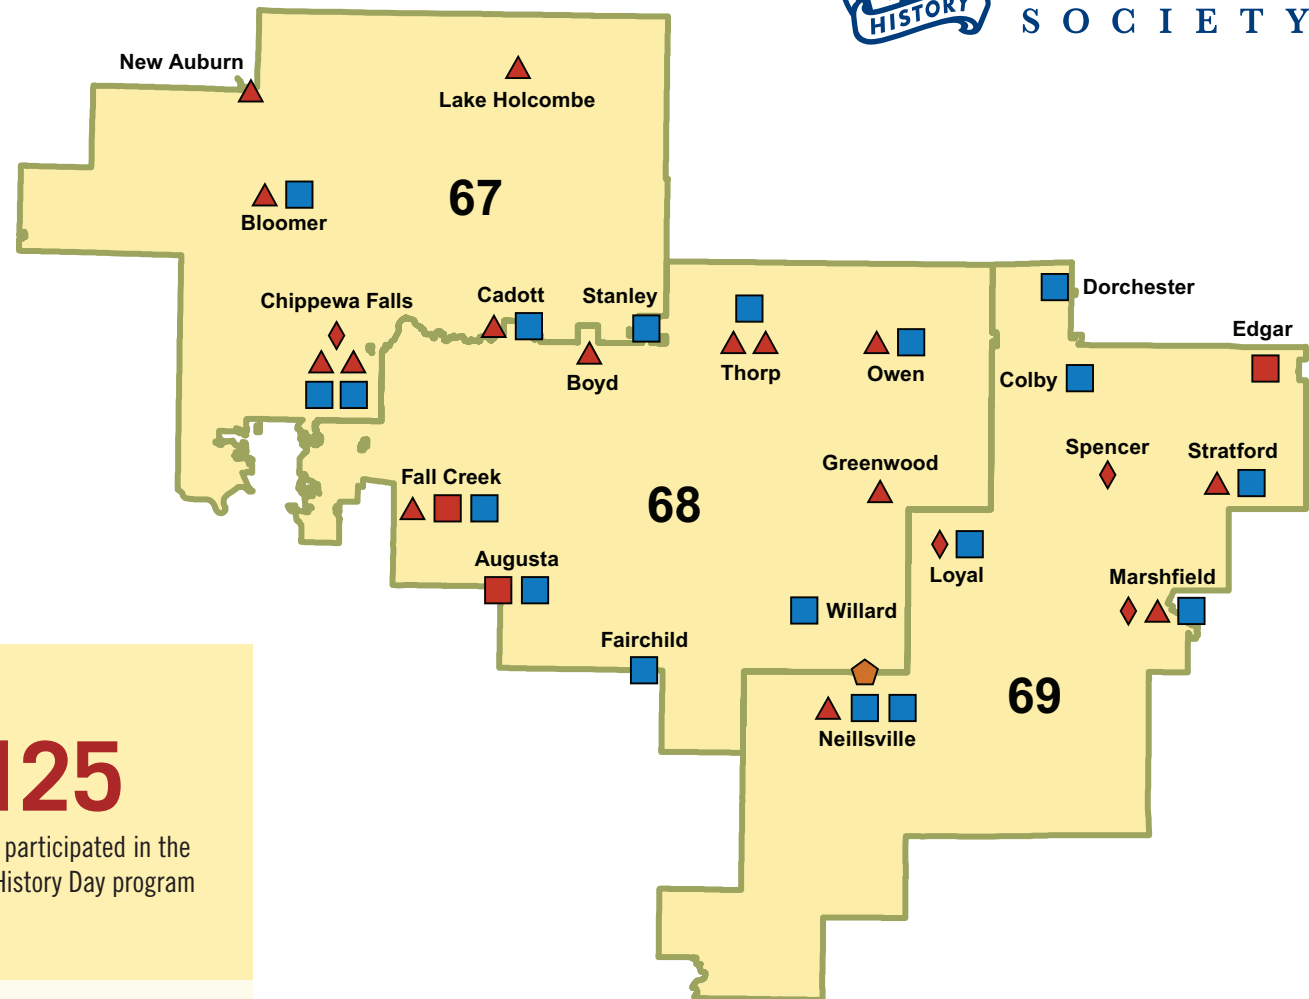 HISTORY
SOCIETY
New Auburn
Lake Holcombe
67
Bloomer
Chippewa Falls
Cadott
Stanley
Dorchester
Edgar
Boyd
Thorp
Owen
Colby
Spencer
Stratford
Greenwood
Fall Creek
68
Augusta
Loyal
Marshfield
Willard
Fairchild
69
Neillsville
125
participated in the
History Day program